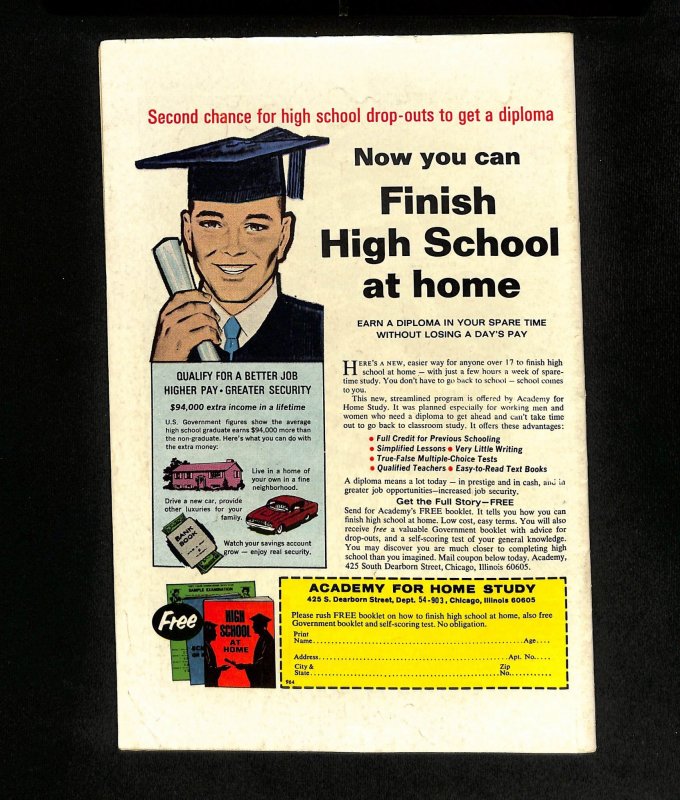 Second chance for high school drop-outs to get a diploma
Now you can
Finish
High School
at home
EARN A DIPLOMA IN YOUR SPARE TIME
WITHOUT LOSING A DAY'S PAY
HERE'S A NEW, easier way for anyone over 17 to finish high
school at home — with just a few hours a week of spare-
time study. You don't have to go back to school — school comes
to you.
This new, streamlined program is offered by Academy for
Home Study. It was planned especially for working men and
women who need a diploma to get ahead and can't take time
out to go back to classroom study. It offers these advantages:
• Full Credit for Previous Schooling
• Simplified Lessons • Very Little Writing
• True-False Multiple-Choice Tests
• Qualified Teachers • Easy-to-Read Text Books
A diploma means a lot today — in prestige and in cash, and in
greater job opportunities—increased job security.
Get the Full Story—FREE
Send for Academy's FREE booklet. It tells you how you can
finish high school at home. Low cost, easy terms. You will also
receive free a valuable Government booklet with advice for
drop-outs, and a self-scoring test of your general knowledge.
You may discover you are much closer to completing high
school than you imagined. Mail coupon below today. Academy,
425 South Dearborn Street, Chicago, Illinois 60605.
QUALIFY FOR A BETTER JOB
HIGHER PAY • GREATER SECURITY
$94,000 extra income in a lifetime
U.S. Government figures show the average
high school graduate earns $94,000 more than
the non-graduate. Here's what you can do with
the extra money:
Live in a home of
your own in a fine
neighborhood.
Drive a new car, provide
other luxuries for your
family.
BANK
BOOK
Watch your savings account
grow — enjoy real security.
Free
SAMPLE EXAMINATION
HIGH
SCHOOL
AT
HOME
ACADEMY FOR HOME STUDY
425 S. Dearborn Street, Dept. 54-903, Chicago, Illinois 60605
Please rush FREE booklet on how to finish high school at home, also free
Government booklet and self-scoring test. No obligation.
Print
Name............Age....
Address............Apt. No.....
City & Zip
State............No..........
964